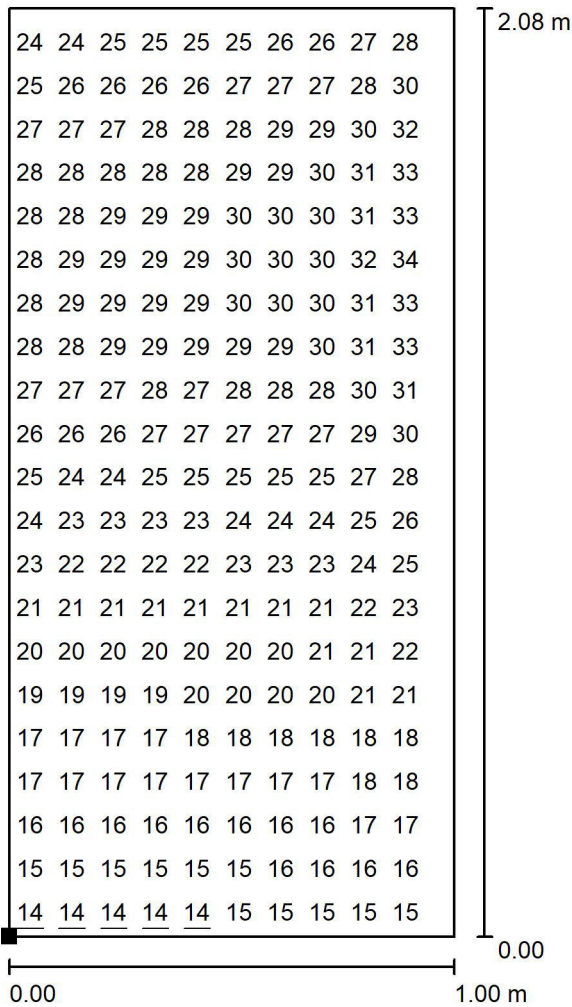 2.08 m
24 24 25 25 25 25 26 26 27 28
25 26 26 26 26 27 27 27 28 30
27 27 27 28 28 28 29 29 30 32
28 28 28 28 28 29 29 30 31 33
28 28 29 29 29 30 30 30 31 33
28 29 29 29 29 30 30 30 32 34
28 29 29 29 29 30 30 30 31 33
28 28 29 29 29 29 29 30 31 33
27 27 27 28 27 28 28 28 30 31
26 26 26 27 27 27 27 27 29 30
25 24 24 25 25 25 25 25 27 28
24 23 23 23 23 24 24 24 25 26
23 22 22 22 22 23 23 23 24 25
21 21 21 21 21 21 21 21 22 23
20 20 20 20 20 20 20 21 21 22
19 19 19 19 20 20 20 20 21 21
17 17 17 17 18 18 18 18 18 18
17 17 17 17 17 17 17 17 18 18
16 16 16 16 16 16 16 16 17 17
15 15 15 15 15 15 16 16 16 16
14 14 14 14 14 15 15 15 15 15
0.00
0.00 1.00 m